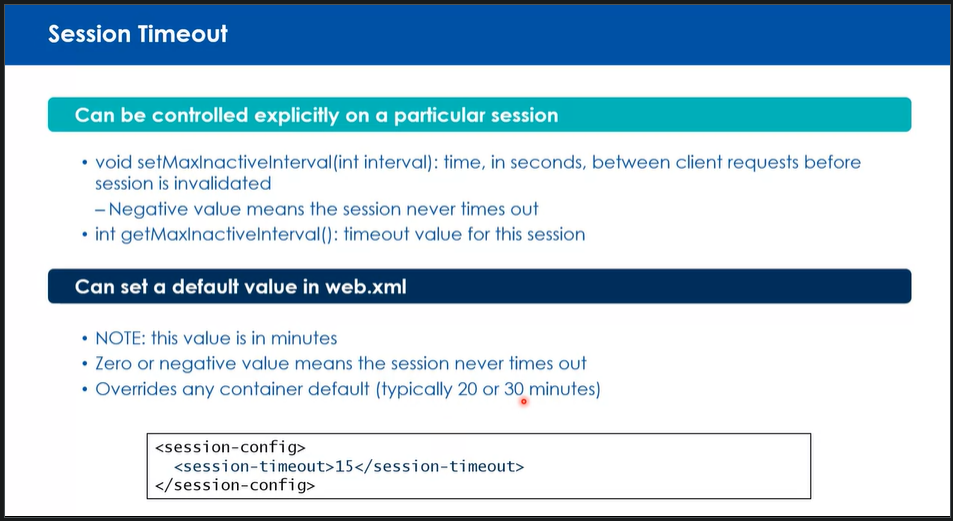 Session Timeout
Can be controlled explicitly on a particular session
• void setMaxInactiveInterval(int interval): time, in seconds, between client requests before
session is invalidated
– Negative value means the session never times out
• int getMaxInactiveInterval(): timeout value for this session
Can set a default value in web.xml
• NOTE: this value is in minutes
• Zero or negative value means the session never times out
• Overrides any container default (typically 20 or 30 minutes)
<session-config>
  <session-timeout>15</session-timeout>
</session-config>